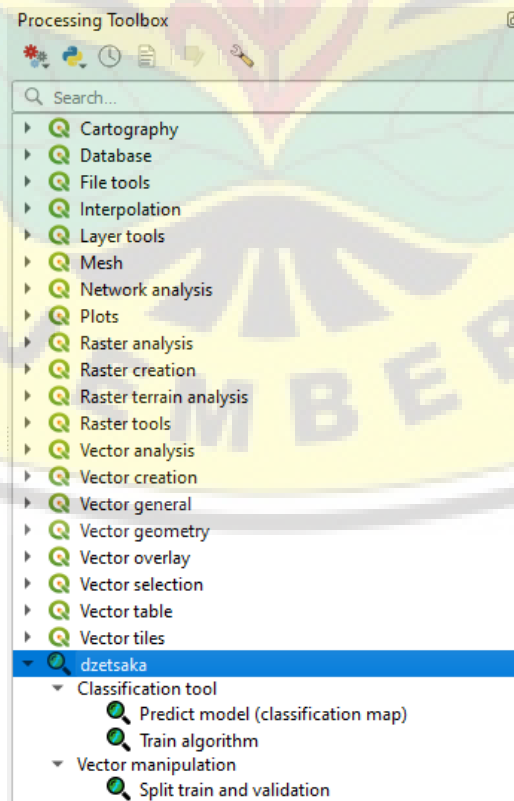 Processing Toolbox
Search...
Cartography
Database
File tools
Interpolation
Layer tools
Mesh
Network analysis
Plots
Raster analysis
Raster creation
Raster terrain analysis
Raster tools
Vector analysis
Vector creation
Vector general
Vector geometry
Vector overlay
Vector selection
Vector table
Vector tiles
dzetsaka
Classification tool
Predict model (classification map)
Train algorithm
Vector manipulation
Split train and validation